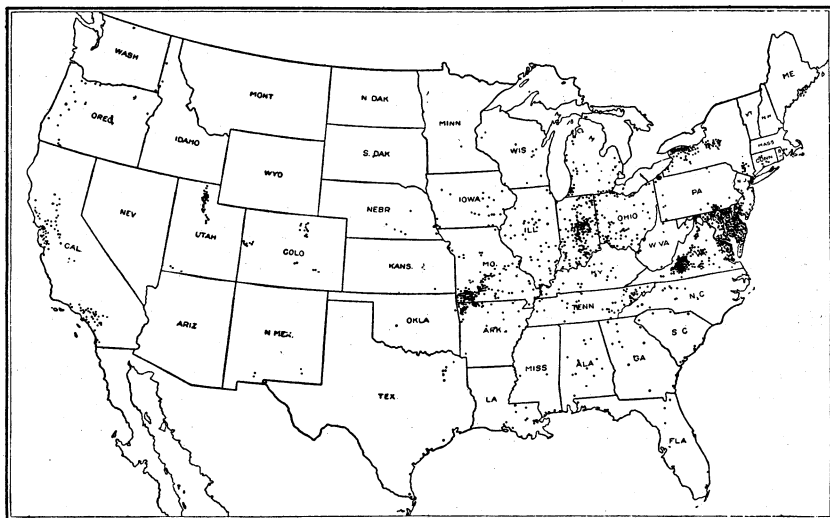 WASH
OREG.
IDAHO
MONT
N DAK
S. DAK
WYO
NEBR
NEV
UTAH
COLO
KANS.
CAL
ARIZ
N MEX.
OKLA
TEX
MINN
IOWA
MO.
ARK
LA
WIS
ILL
OHIO
KY
TENN
MISS
ALA
GA
FLA
S C
N.C
W VA
PA
ME.
VT
N H
MASS
CONN